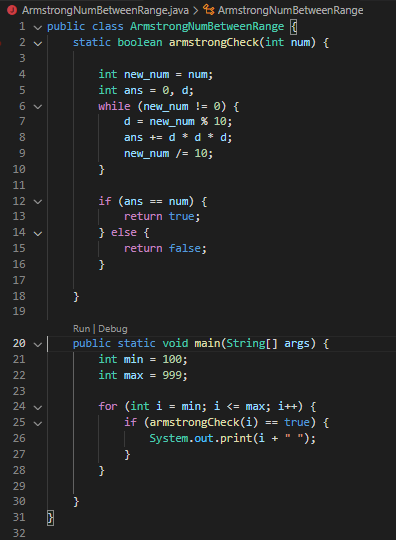 ArmstrongNumBetweenRange.java > ArmstrongNumBetweenRange
1 public class ArmstrongNumBetweenRange {
2     static boolean armstrongCheck(int num) {
3
4         int new_num = num;
5         int ans = 0, d;
6         while (new_num != 0) {
7             d = new_num % 10;
8             ans += d * d * d;
9             new_num /= 10;
10         }
11
12         if (ans == num) {
13             return true;
14         } else {
15             return false;
16         }
17
18     }
19
Run | Debug
20     public static void main(String[] args) {
21         int min = 100;
22         int max = 999;
23
24         for (int i = min; i <= max; i++) {
25             if (armstrongCheck(i) == true) {
26                 System.out.print(i + " ");
27             }
28         }
29
30     }
31 }
32